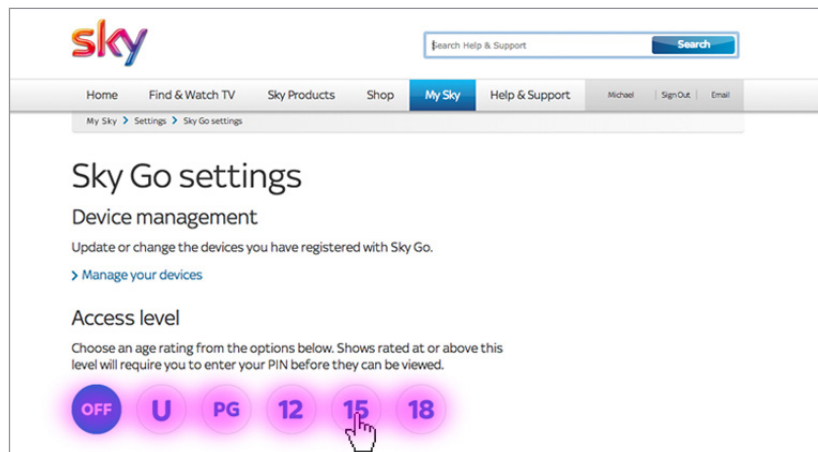 sky
Search Help & Support
Search
Home Find & Watch TV Sky Products Shop My Sky Help & Support Michael Sign Out Email
My Sky > Settings > Sky Go settings
Sky Go settings
Device management
Update or change the devices you have registered with Sky Go.
> Manage your devices
Access level
Choose an age rating from the options below. Shows rated at or above this
level will require you to enter your PIN before they can be viewed.
OFF U PG 12 15 18